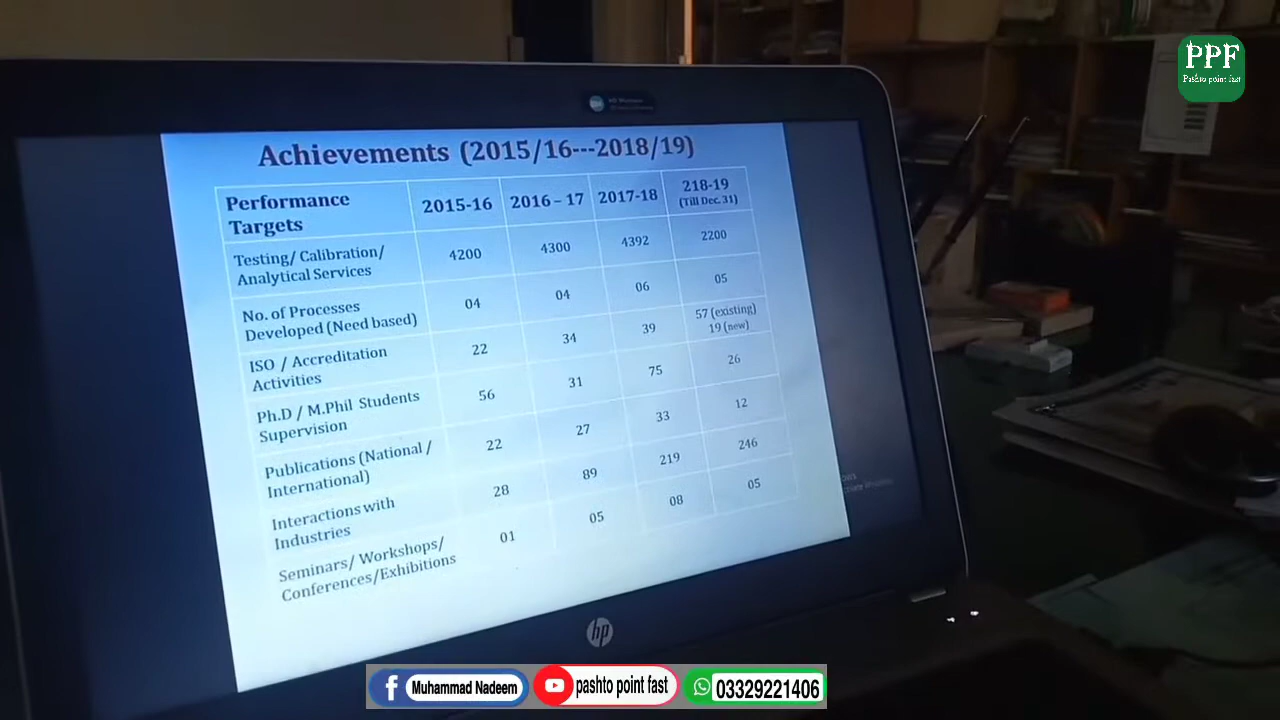 PPF
Pashto point fast
Achievements (2015/16---2018/19)
Performance Targets 2015-16 2016 – 17 2017-18 218-19 (Till Dec. 31)
Testing/ Calibration/ Analytical Services 4200 4300 4392 2200
No. of Processes Developed (Need based) 04 04 06 05
ISO / Accreditation Activities 22 34 39 57 (existing) 19 (new)
Ph.D / M.Phil Students Supervision 56 31 75 26
Publications (National / International) 22 27 33 12
Interactions with Industries 28 89 219 246
Seminars/ Workshops/ Conferences/Exhibitions 01 05 08 05
hp
Muhammad Nadeem
pashto point fast
03329221406